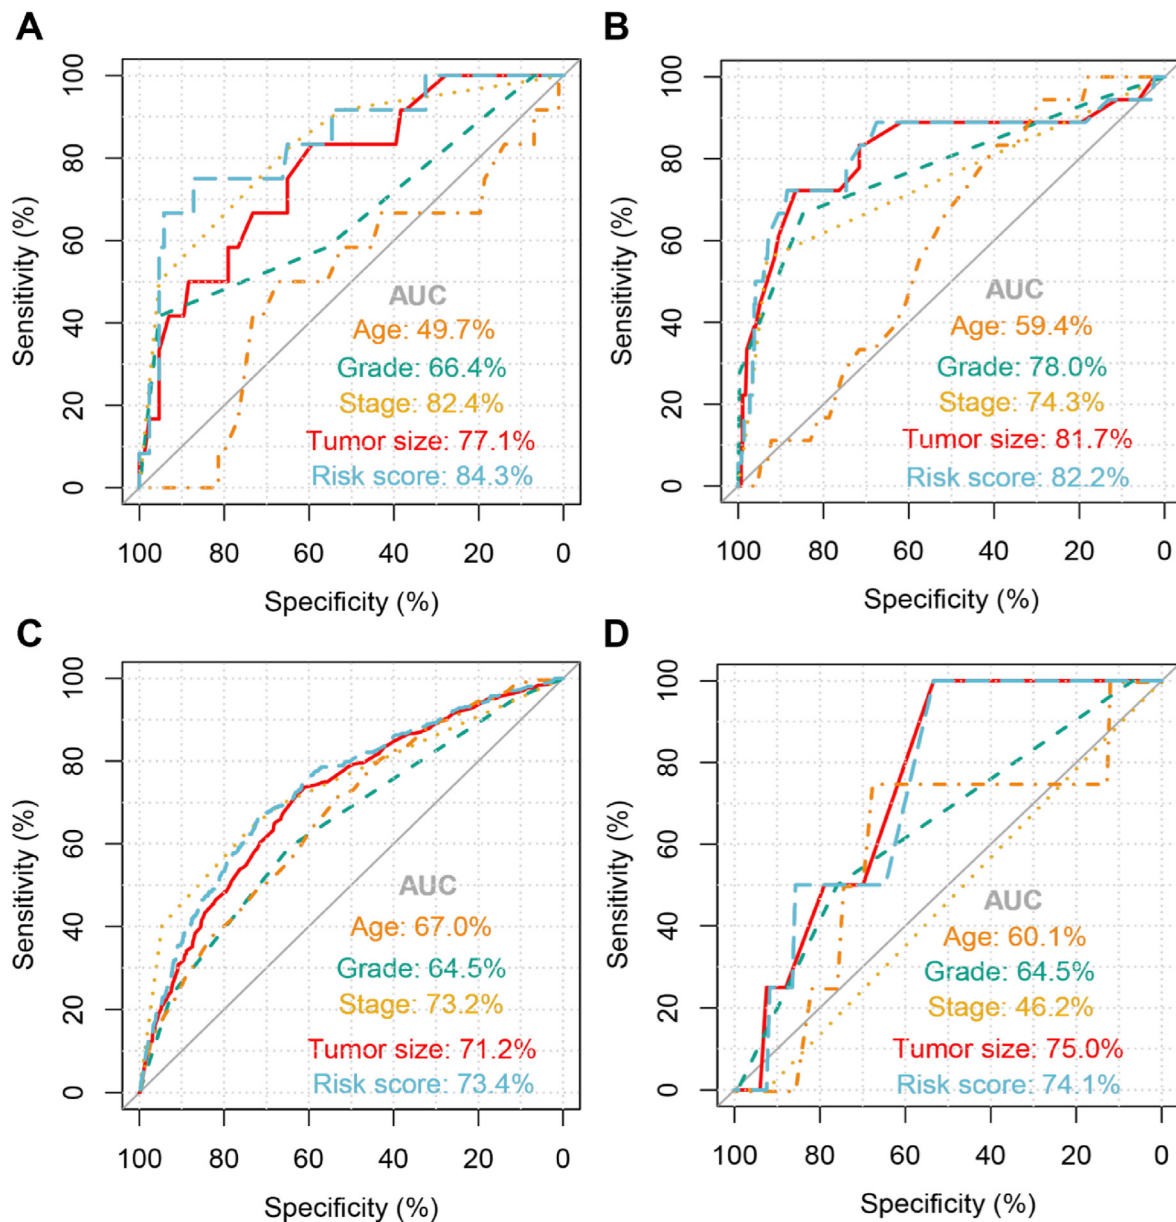 A
Sensitivity (%)
100
80
60
40
20
0
AUC
Age: 49.7%
Grade: 66.4%
Stage: 82.4%
Tumor size: 77.1%
Risk score: 84.3%
100 80 60 40 20 0
Specificity (%)
B
Sensitivity (%)
100
80
60
40
20
0
AUC
Age: 59.4%
Grade: 78.0%
Stage: 74.3%
Tumor size: 81.7%
Risk score: 82.2%
100 80 60 40 20 0
Specificity (%)
C
Sensitivity (%)
100
80
60
40
20
0
AUC
Age: 67.0%
Grade: 64.5%
Stage: 73.2%
Tumor size: 71.2%
Risk score: 73.4%
100 80 60 40 20 0
Specificity (%)
D
Sensitivity (%)
100
80
60
40
20
0
AUC
Age: 60.1%
Grade: 64.5%
Stage: 46.2%
Tumor size: 75.0%
Risk score: 74.1%
100 80 60 40 20 0
Specificity (%)